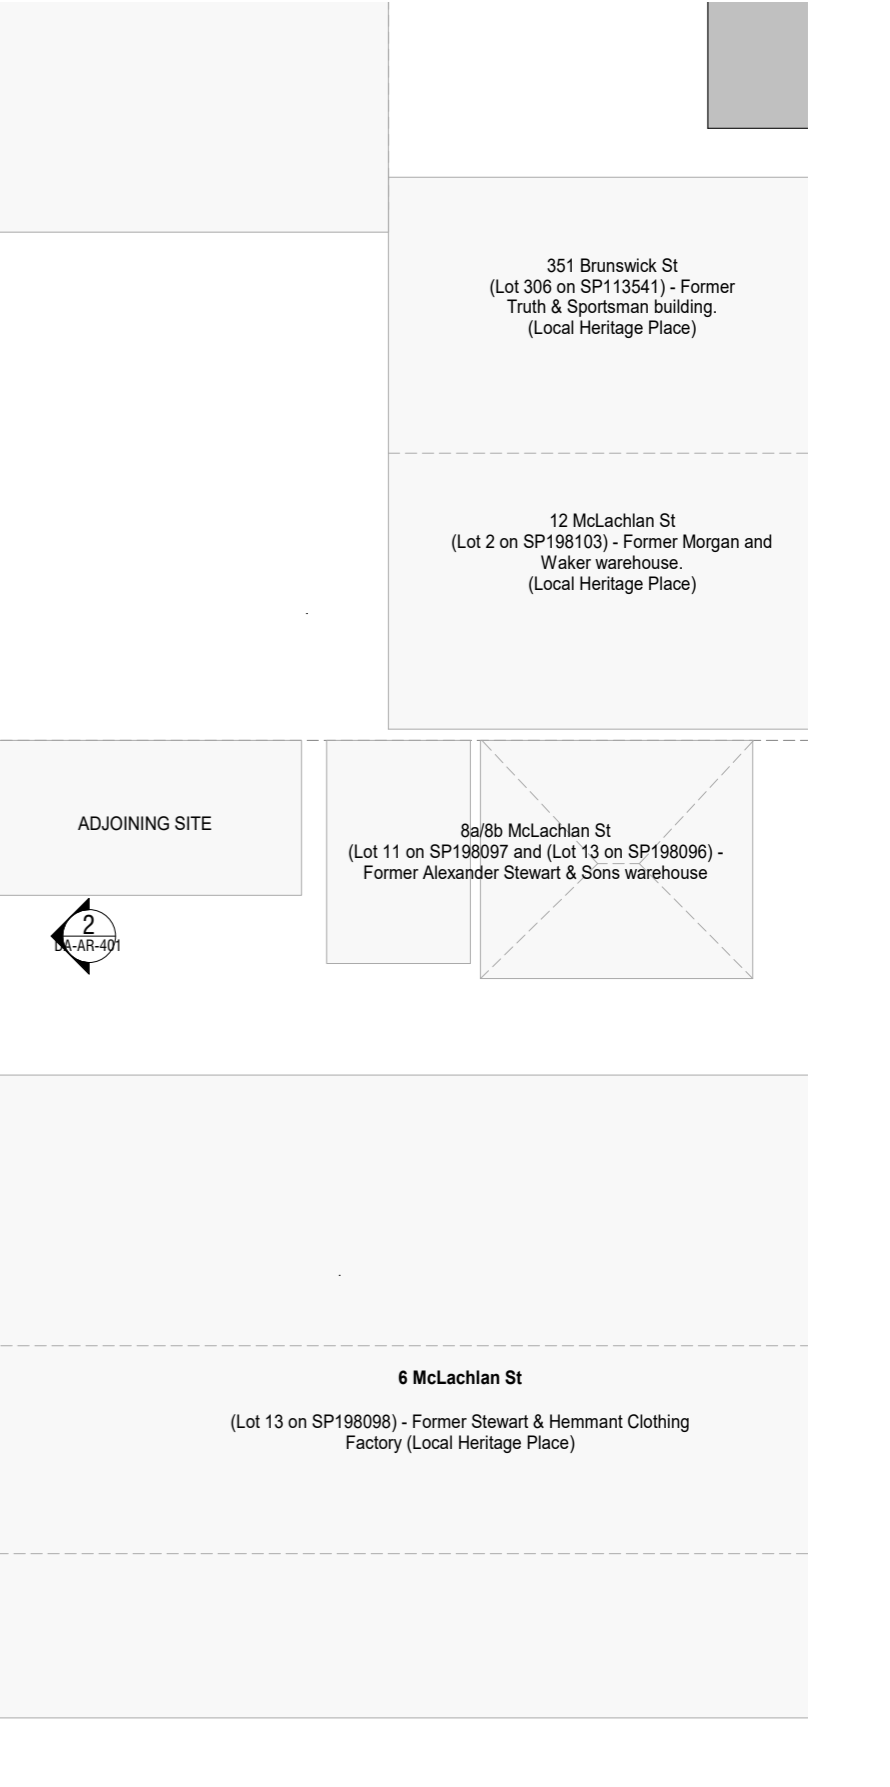 351 Brunswick St
(Lot 306 on SP113541) - Former
Truth & Sportsman building.
(Local Heritage Place)
12 McLachlan St
(Lot 2 on SP198103) - Former Morgan and
Waker warehouse.
(Local Heritage Place)
ADJOINING SITE
8a/8b McLachlan St
(Lot 11 on SP198097 and (Lot 13 on SP198096) -
Former Alexander Stewart & Sons warehouse
2
DA-AR-401
6 McLachlan St
(Lot 13 on SP198098) - Former Stewart & Hemmant Clothing
Factory (Local Heritage Place)